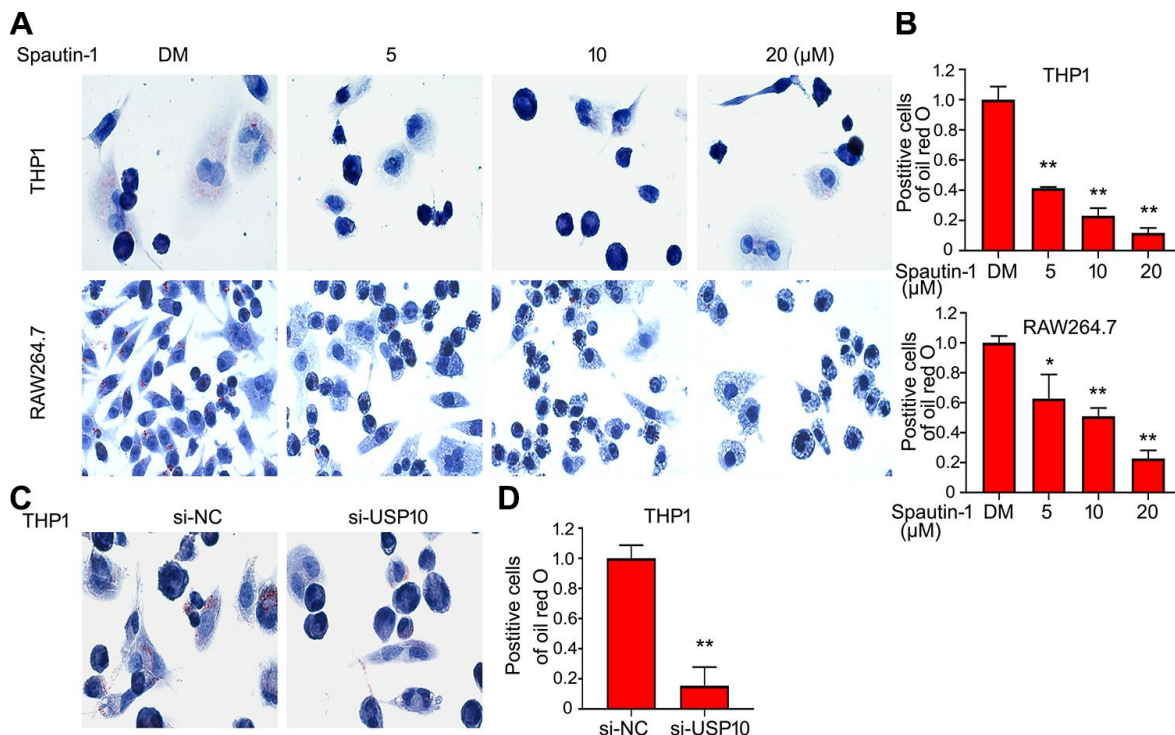 A
Spautin-1 DM 5 10 20 (μM)
THP1
RAW264.7
B
THP1
Postitive cells
of oil red O
1.2
1.0
0.8
0.6
0.4
0.2
0
** ** **
Spautin-1
(μM)
DM 5 10 20
RAW264.7
Postitive cells
of oil red O
1.2
1.0
0.8
0.6
0.4
0.2
0
* ** **
Spautin-1
(μM)
DM 5 10 20
C
THP1
si-NC si-USP10
D
THP1
Postitive cells
of oil red O
1.2
1.0
0.8
0.6
0.4
0.2
0
**
si-NC si-USP10